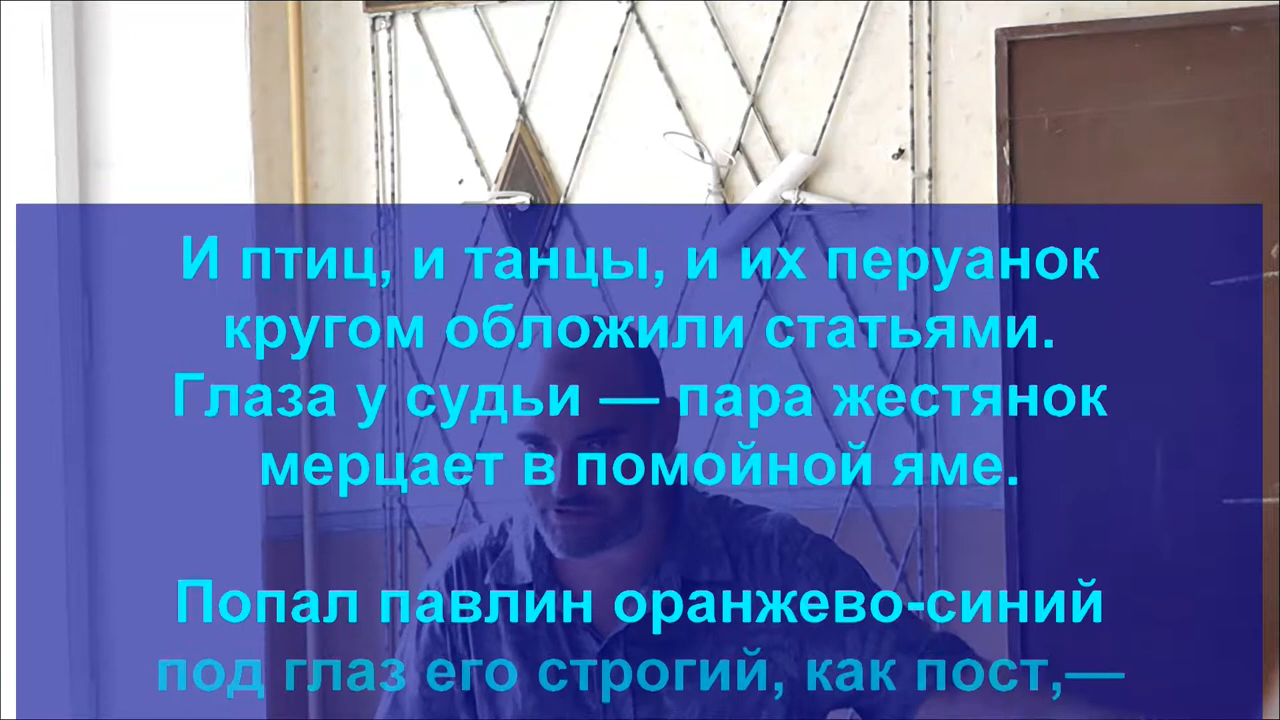 И птиц, и танцы, и их перуанок
кругом обложили статьями.
Глаза у судьи — пара жестянок
мерцает в помойной яме.
Попал павлин оранжево-синий
под глаз его строгий, как пост,—